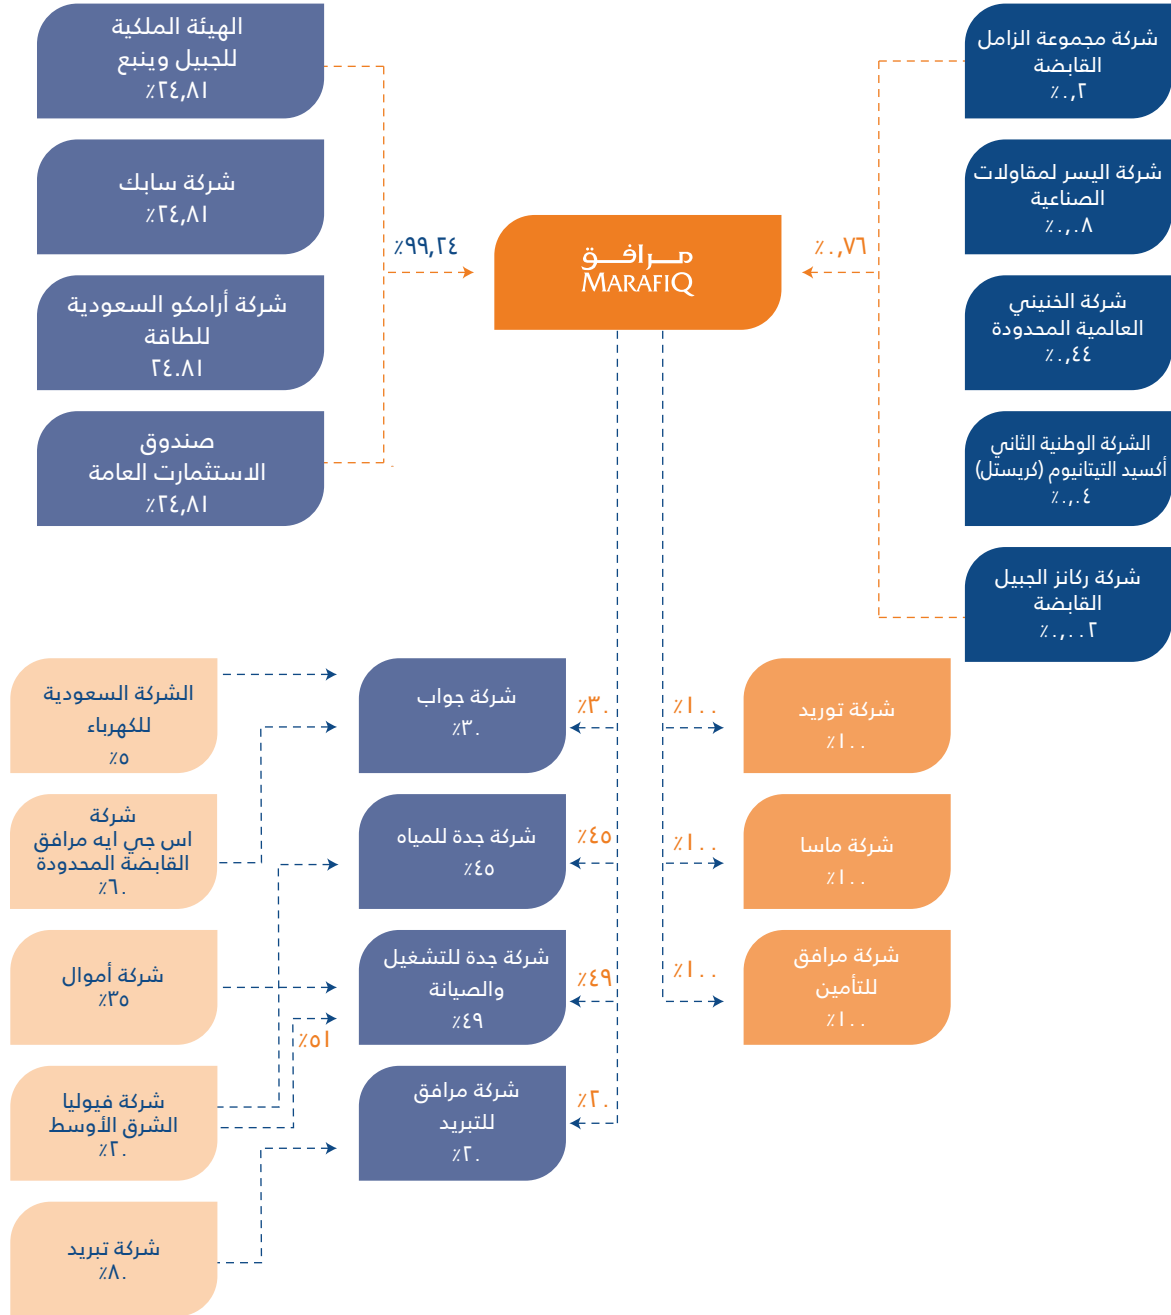 شركة مجموعة الزامل
القابضة
٪٠,٢
شركة اليسر لمقاولات
الصناعية
٪٠,٠٨
شركة الخنيني
العالمية المحدودة
٪٠,٤٤
الشركة الوطنية الثاني
أكسيد التيتانيوم (كريستل)
٪٠,٠٤
شركة ركانز الجبيل
القابضة
٪٠,٠٠٢
٪٠,٧٦
مرافق
MARAFIQ
٪٩٩,٢٤
الهيئة الملكية
للجبيل وينبع
٪٢٤,٨١
شركة سابك
٪٢٤,٨١
شركة أرامكو السعودية
للطاقة
٢٤.٨١
صندوق
الاستثمارت العامة
٪٢٤,٨١
٪١٠٠
شركة توريد
٪١٠٠
٪١٠٠
شركة ماسا
٪١٠٠
٪١٠٠
شركة مرافق
للتأمين
٪١٠٠
٪٣٠
شركة جواب
٪٣٠
٪٤٥
شركة جدة للمياه
٪٤٥
٪٤٩
شركة جدة للتشغيل
والصيانة
٪٤٩
٪٢٠
شركة مرافق
للتبريد
٪٢٠
٪٥١
الشركة السعودية
للكهرباء
٪٥
شركة
اس جي ايه مرافق
القابضة المحدودة
٪٦٠
شركة أموال
٪٣٥
شركة فيوليا
الشرق الأوسط
٪٢٠
شركة تبريد
٪٨٠